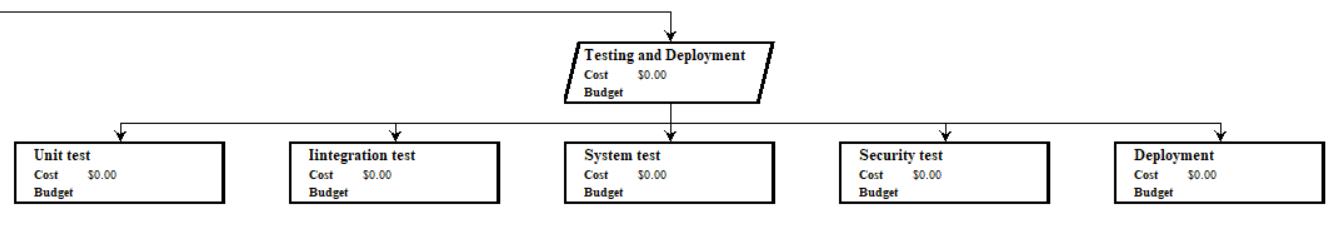 Testing and Deployment
Cost $0.00
Budget
Unit test
Cost $0.00
Budget
Iintegration test
Cost $0.00
Budget
System test
Cost $0.00
Budget
Security test
Cost $0.00
Budget
Deployment
Cost $0.00
Budget